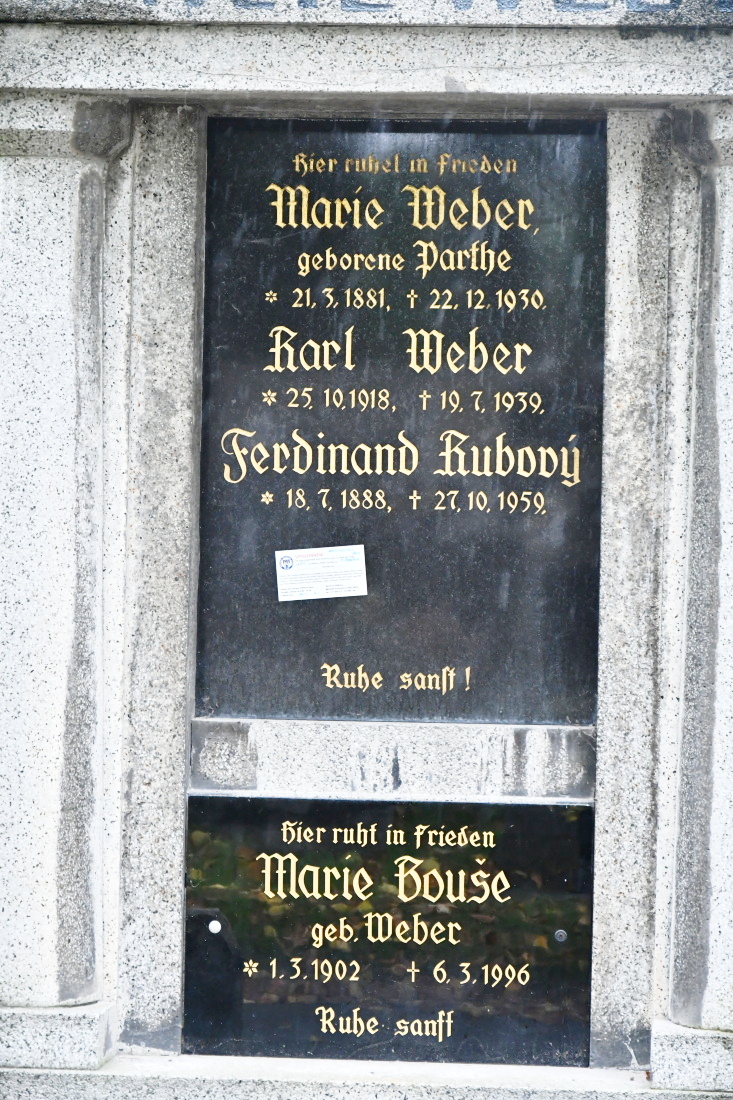 Hier ruhet in Frieden
Marie Weber,
geborene Parthe
* 21. 3. 1881, † 22. 12. 1930.
Karl Weber
* 25. 10. 1918, † 19. 7. 1939.
Ferdinand Kubový
* 18. 7. 1888, † 27. 10. 1959.
Ruhe sanft !
Hier ruht in Frieden
Marie Bouše
geb. Weber
* 1. 3. 1902 † 6. 3. 1996
Ruhe sanft